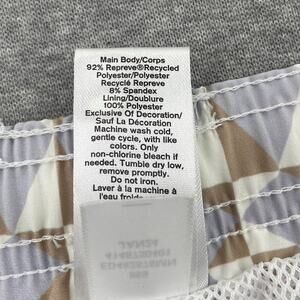 Main Body/Corps
92% Repreve®Recycled
Polyester/Polyester
Recyclé Repreve
8% Spandex
Lining/Doublure
100% Polyester
Exclusive Of Decoration/
Sauf La Décoration
Machine wash cold,
gentle cycle, with like
colors. Only
non-chlorine bleach if
needed. Tumble dry low,
remove promptly.
Do not iron.
Laver à la machine à
l'eau froide
JAN24